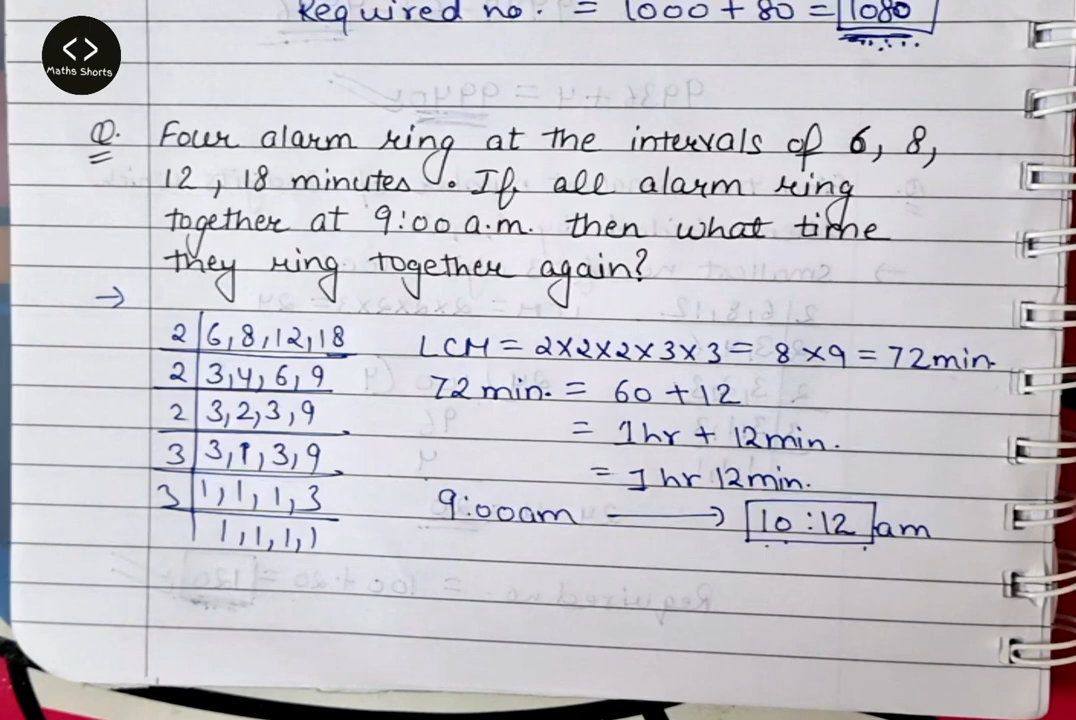 Required no. = 1000 + 80 = 1080
<>
Maths Shorts
Q. Four alarm ring at the intervals of 6, 8,
12, 18 minutes. If all alarm ring
together at 9:00 a.m. then what time
they ring together again?
→
2 | 6, 8, 12, 18
2 | 3, 4, 6, 9
2 | 3, 2, 3, 9
3 | 3, 1, 3, 9
3 | 1, 1, 1, 3
| 1, 1, 1, 1
LCM = 2×2×2×3×3 = 8×9 = 72 min.
72 min. = 60 + 12
= 1 hr + 12 min.
= 1 hr 12 min.
9:00 am → 10:12 am